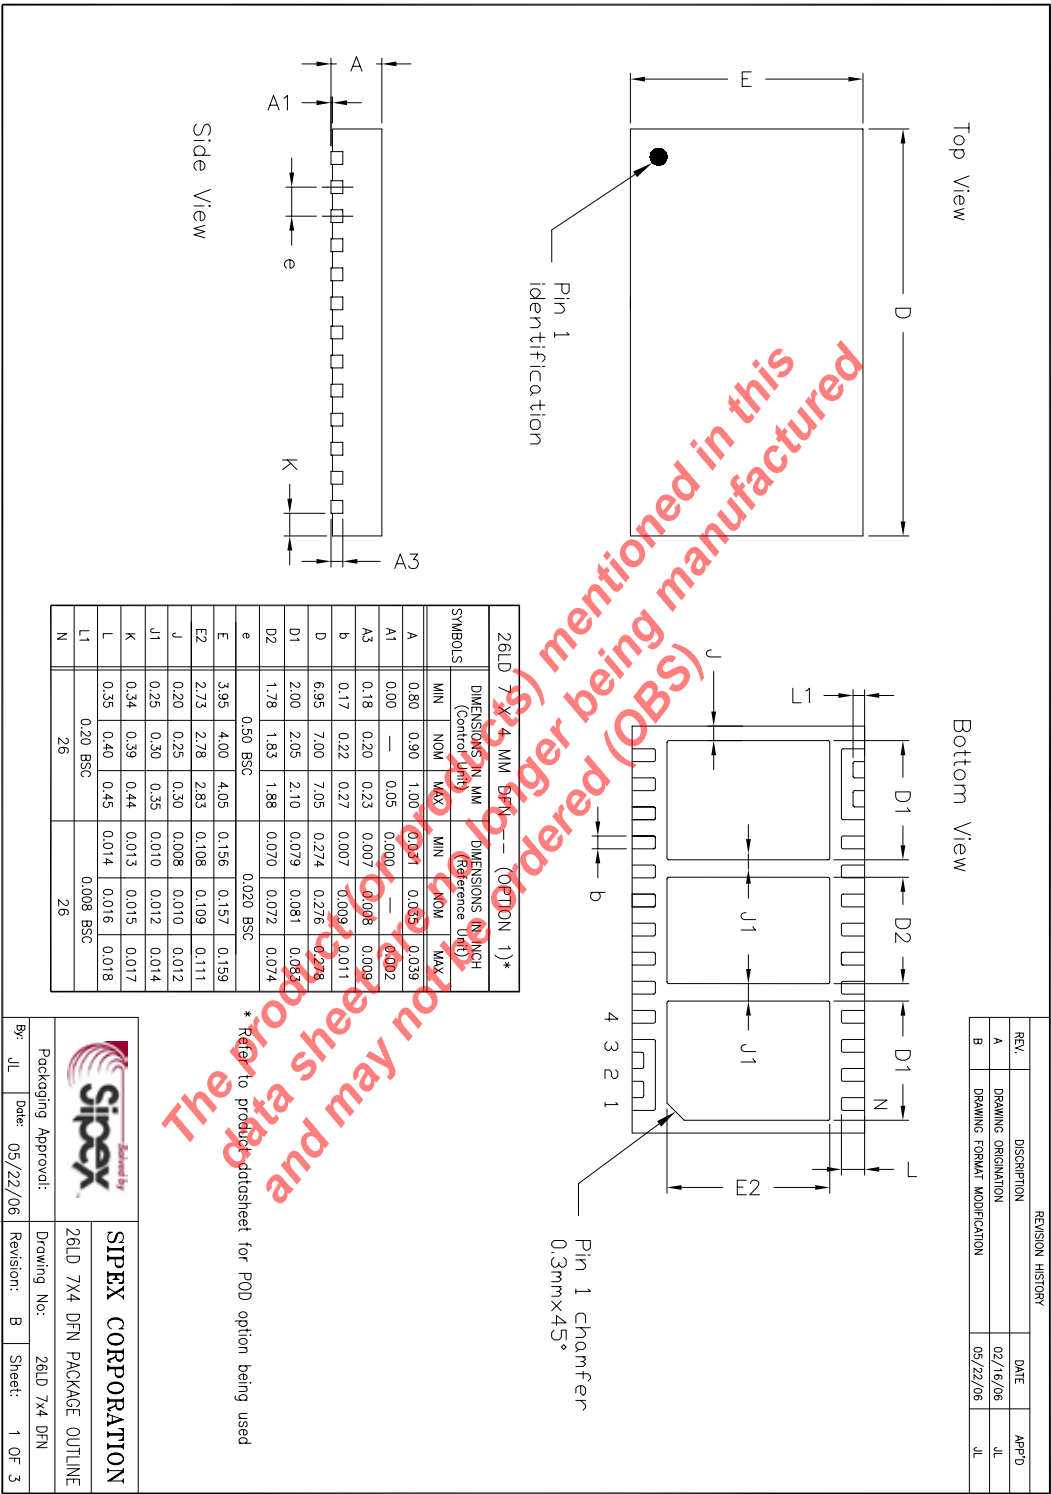 REVISION HISTORY
REV. DISCRIPTION DATE APP'D
A DRAWING ORIGINATION 02/16/06 JL
B DRAWING FORMAT MODIFICATION 05/22/06 JL
Top View
D
E
Pin 1
identification
Side View
A
A1
e
K
A3
Bottom View
D1 D2 D1
L1
J
J1 J1
b
N
L
E2
4 3 2 1
Pin 1 chamfer
0.3mmx45°
26LD 7 X 4 MM DFN -- (OPTION 1)*
SYMBOLS DIMENSIONS IN MM (Control Unit) DIMENSIONS IN INCH (Reference Unit)
MIN NOM MAX MIN NOM MAX
A 0.80 0.90 1.00 0.031 0.035 0.039
A1 0.00 — 0.05 0.000 — 0.002
A3 0.18 0.20 0.23 0.007 0.008 0.009
b 0.17 0.22 0.27 0.007 0.009 0.011
D 6.95 7.00 7.05 0.274 0.276 0.278
D1 2.00 2.05 2.10 0.079 0.081 0.083
D2 1.78 1.83 1.88 0.070 0.072 0.074
e 0.50 BSC 0.020 BSC
E 3.95 4.00 4.05 0.156 0.157 0.159
E2 2.73 2.78 2.83 0.108 0.109 0.111
J 0.20 0.25 0.30 0.008 0.010 0.012
J1 0.25 0.30 0.35 0.010 0.012 0.014
K 0.34 0.39 0.44 0.013 0.015 0.017
L 0.35 0.40 0.45 0.014 0.016 0.018
L1 0.20 BSC 0.008 BSC
N 26 26
* Refer to product datasheet for POD option being used
The product (or products) mentioned in this
data sheet are no longer being manufactured
and may not be ordered (OBS)
Solved by
Sipex
SIPEX CORPORATION
26LD 7X4 DFN PACKAGE OUTLINE
Packaging Approval:
Drawing No: 26LD 7x4 DFN
By: JL Date: 05/22/06 Revision: B Sheet: 1 OF 3